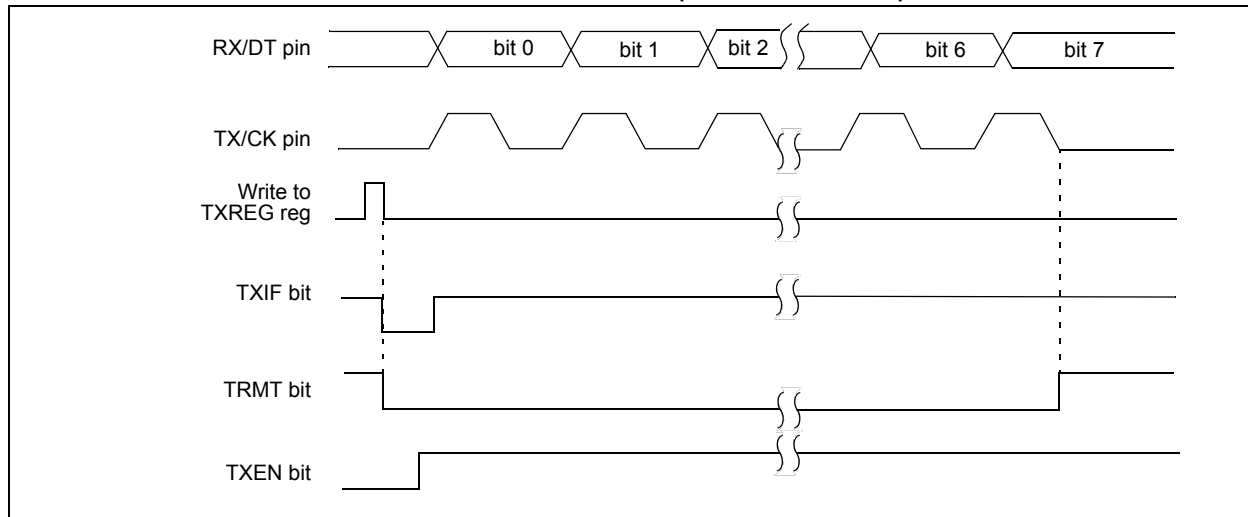 RX/DT pin
bit 0
bit 1
bit 2
bit 6
bit 7
TX/CK pin
Write to
TXREG reg
TXIF bit
TRMT bit
TXEN bit